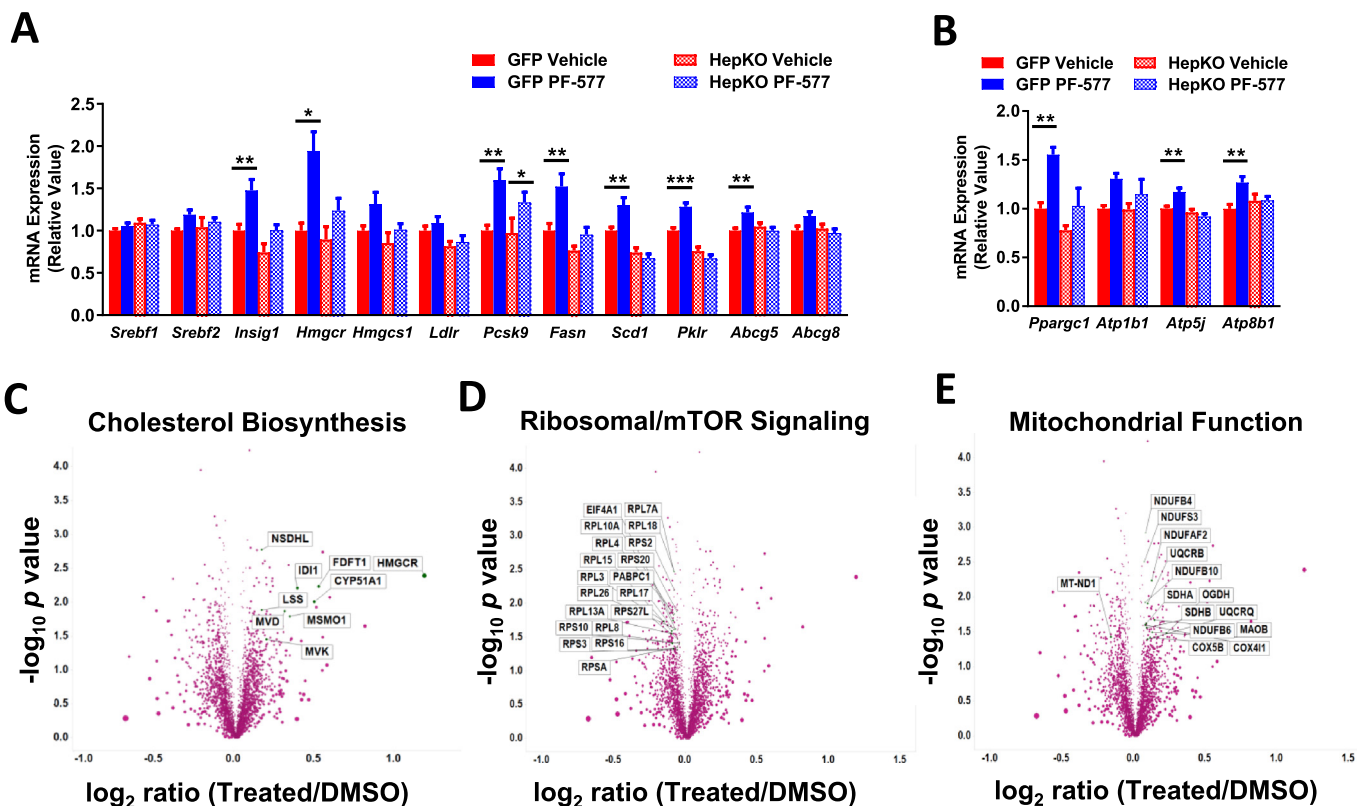 A
GFP Vehicle
HepKO Vehicle
GFP PF-577
HepKO PF-577
mRNA Expression
(Relative Value)
2.5
2.0
1.5
1.0
0.5
0.0
**
*
**
*
**
**
***
**
Srebf1 Srebf2 Insig1 Hmgcr Hmgcs1 Ldlr Pcsk9 Fasn Scd1 Pklr Abcg5 Abcg8
B
GFP Vehicle
HepKO Vehicle
GFP PF-577
HepKO PF-577
mRNA Expression
(Relative Value)
2.0
1.5
1.0
0.5
0.0
**
**
**
Ppargc1 Atp1b1 Atp5j Atp8b1
C
Cholesterol Biosynthesis
-log10 p value
4.0
3.5
3.0
2.5
2.0
1.5
1.0
0.5
0.0
NSDHL
FDFT1
HMGCR
IDI1
CYP51A1
LSS
MVD
MSMO1
MVK
-1.0 -0.5 0.0 0.5 1.0
log2 ratio (Treated/DMSO)
D
Ribosomal/mTOR Signaling
-log10 p value
4.0
3.5
3.0
2.5
2.0
1.5
1.0
0.5
0.0
EIF4A1 RPL7A
RPL10A RPL18
RPL4 RPS2
RPL15 RPS20
RPL3 PABPC1
RPL26 RPL17
RPL13A RPS27L
RPS10 RPL8
RPS3 RPS16
RPSA
-1.0 -0.5 0.0 0.5 1.0 1.5
log2 ratio (Treated/DMSO)
E
Mitochondrial Function
-log10 p value
4.0
3.5
3.0
2.5
2.0
1.5
1.0
0.5
0.0
NDUFB4
NDUFS3
NDUFAF2
UQCRB
NDUFB10
MT-ND1
SDHA OGDH
SDHB UQCRQ
NDUFB6 MAOB
COX5B COX4I1
-1.0 -0.5 0.0 0.5 1.0 1.5
log2 ratio (Treated/DMSO)